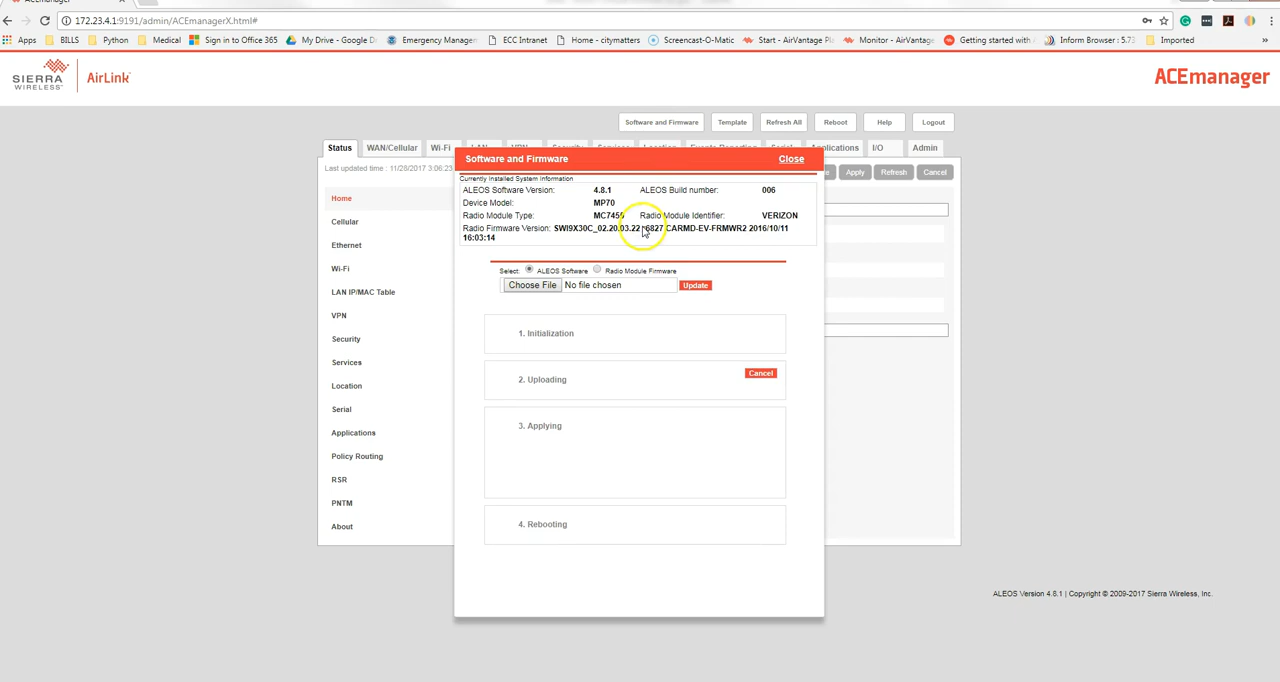 172.23.4.1:9191/admin/ACEmanagerX.html#
Apps BILLS Python Medical Sign in to Office 365 My Drive - Google Dr Emergency Managem ECC Intranet Home - citymatters Screencast-O-Matic Start - AirVantage Pla Monitor - AirVantage Getting started with Inform Browser : 5.73 Imported »
SIERRA WIRELESS AirLink
ACEmanager
Software and Firmware Template Refresh All Reboot Help Logout
Status WAN/Cellular Wi-Fi LAN VPN Security Services Location Events Reporting Serial Applications I/O Admin
Last updated time : 11/28/2017 3:06:23
Apply Refresh Cancel
Home
Cellular
Ethernet
Wi-Fi
LAN IP/MAC Table
VPN
Security
Services
Location
Serial
Applications
Policy Routing
RSR
PNTM
About
Software and Firmware Close
Currently Installed System Information
ALEOS Software Version: 4.8.1 ALEOS Build number: 006
Device Model: MP70
Radio Module Type: MC7455 Radio Module Identifier: VERIZON
Radio Firmware Version: SWI9X30C_02.20.03.22 r6827 CARMD-EV-FRMWR2 2016/10/11
16:03:14
Select: ALEOS Software Radio Module Firmware
Choose File No file chosen Update
1. Initialization
2. Uploading Cancel
3. Applying
4. Rebooting
ALEOS Version 4.8.1 | Copyright © 2009-2017 Sierra Wireless, Inc.